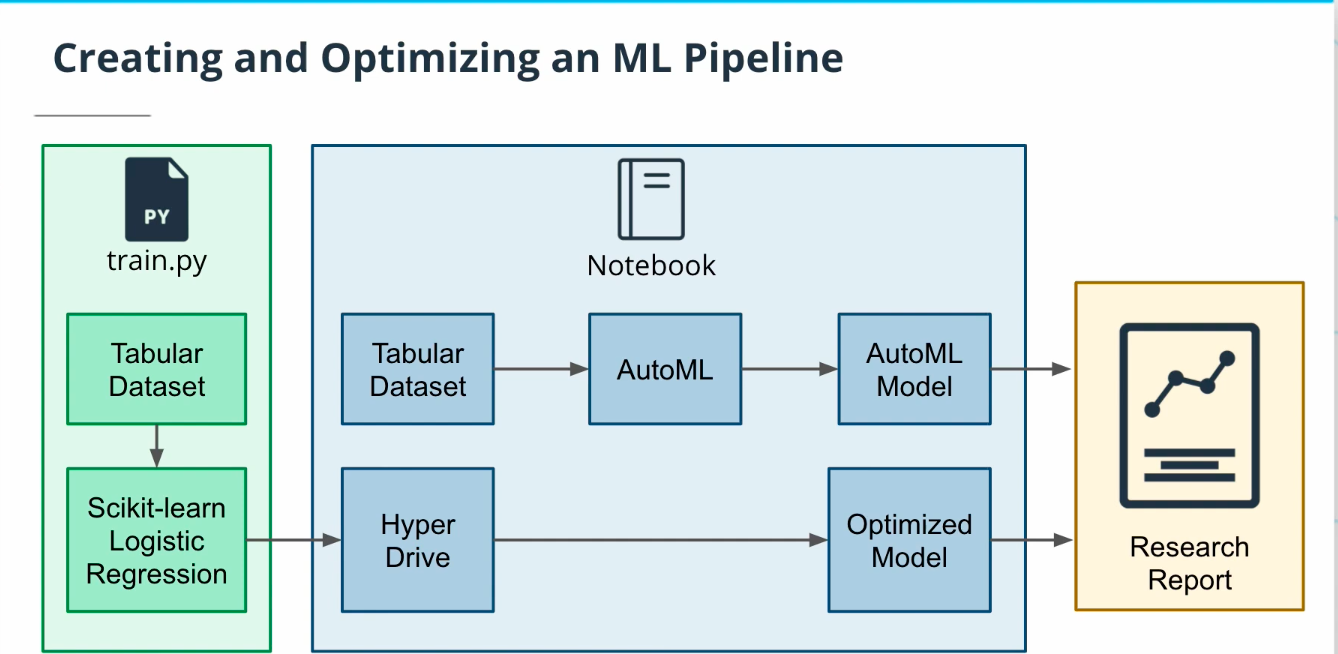 Creating and Optimizing an ML Pipeline
PY
train.py
Tabular
Dataset
Scikit-learn
Logistic
Regression
Notebook
Tabular
Dataset
AutoML
AutoML
Model
Hyper
Drive
Optimized
Model
Research
Report